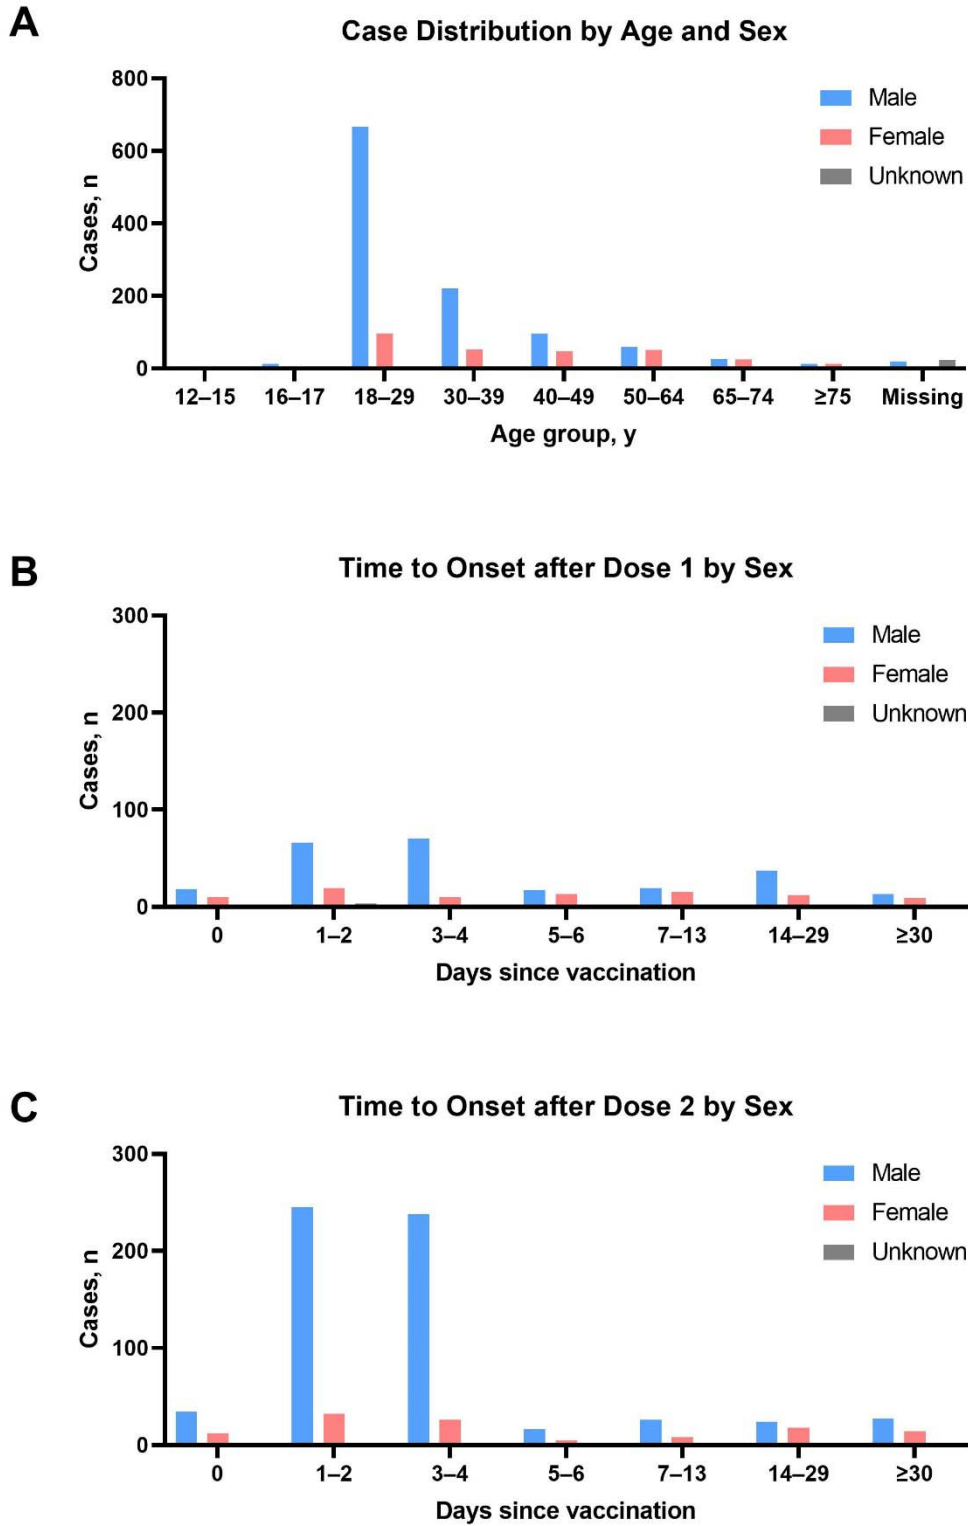 A
Case Distribution by Age and Sex
800
600
400
200
0
Cases, n
Male
Female
Unknown
12–15 16–17 18–29 30–39 40–49 50–64 65–74 ≥75 Missing
Age group, y
B
Time to Onset after Dose 1 by Sex
300
200
100
0
Cases, n
Male
Female
Unknown
0 1–2 3–4 5–6 7–13 14–29 ≥30
Days since vaccination
C
Time to Onset after Dose 2 by Sex
300
200
100
0
Cases, n
Male
Female
Unknown
0 1–2 3–4 5–6 7–13 14–29 ≥30
Days since vaccination